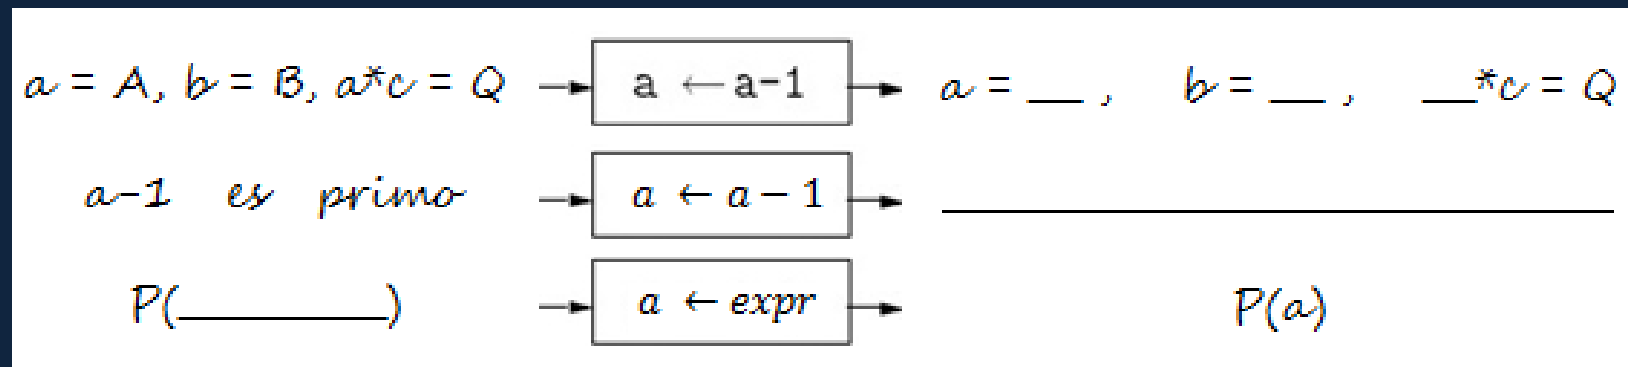 a = A, b = B, a*c = Q → a ← a-1 → a = __ , b = __ , __*c = Q
a-1 es primo → a ← a - 1 → ________________
P(________) → a ← expr → P(a)